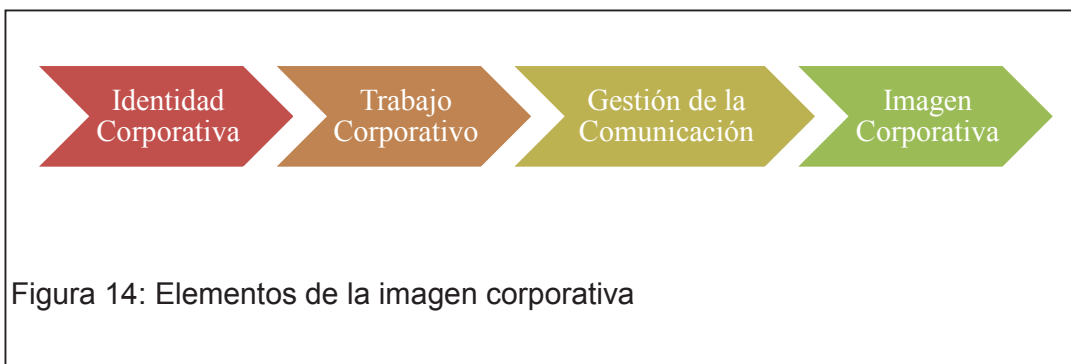 Identidad
Corporativa
Trabajo
Corporativo
Gestión de la
Comunicación
Imagen
Corporativa
Figura 14: Elementos de la imagen corporativa